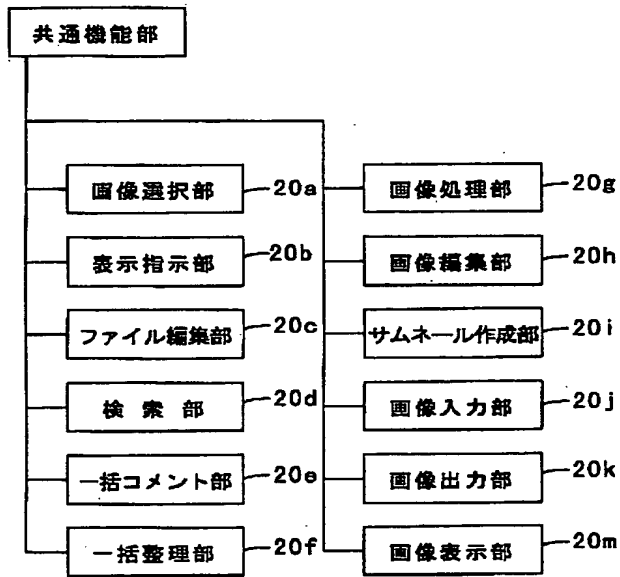 共通機能部
画像選択部 20a
表示指示部 20b
ファイル編集部 20c
検索部 20d
一括コメント部 20e
一括整理部 20f
画像処理部 20g
画像編集部 20h
サムネール作成部 20i
画像入力部 20j
画像出力部 20k
画像表示部 20m